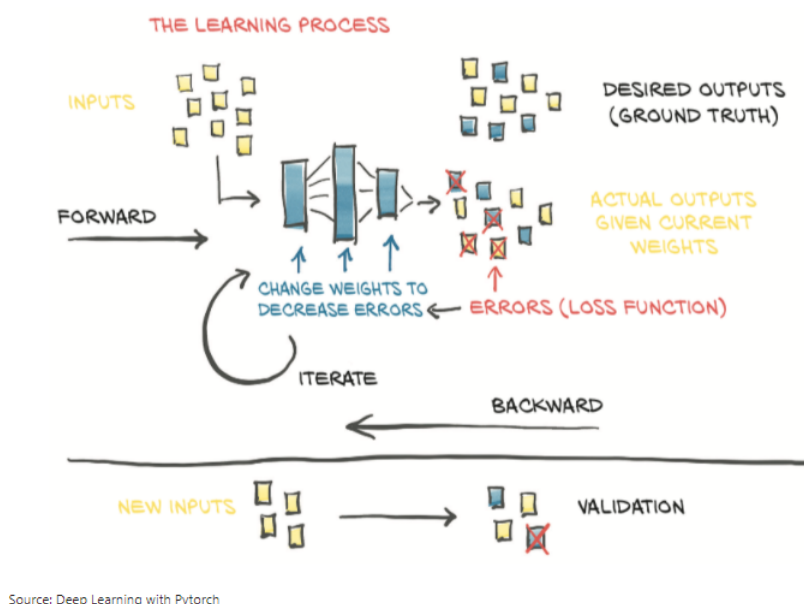 THE LEARNING PROCESS
INPUTS
DESIRED OUTPUTS
(GROUND TRUTH)
FORWARD
ACTUAL OUTPUTS
GIVEN CURRENT
WEIGHTS
CHANGE WEIGHTS TO
DECREASE ERRORS
ERRORS (LOSS FUNCTION)
ITERATE
BACKWARD
NEW INPUTS
VALIDATION
Source: Deep Learning with Pytorch